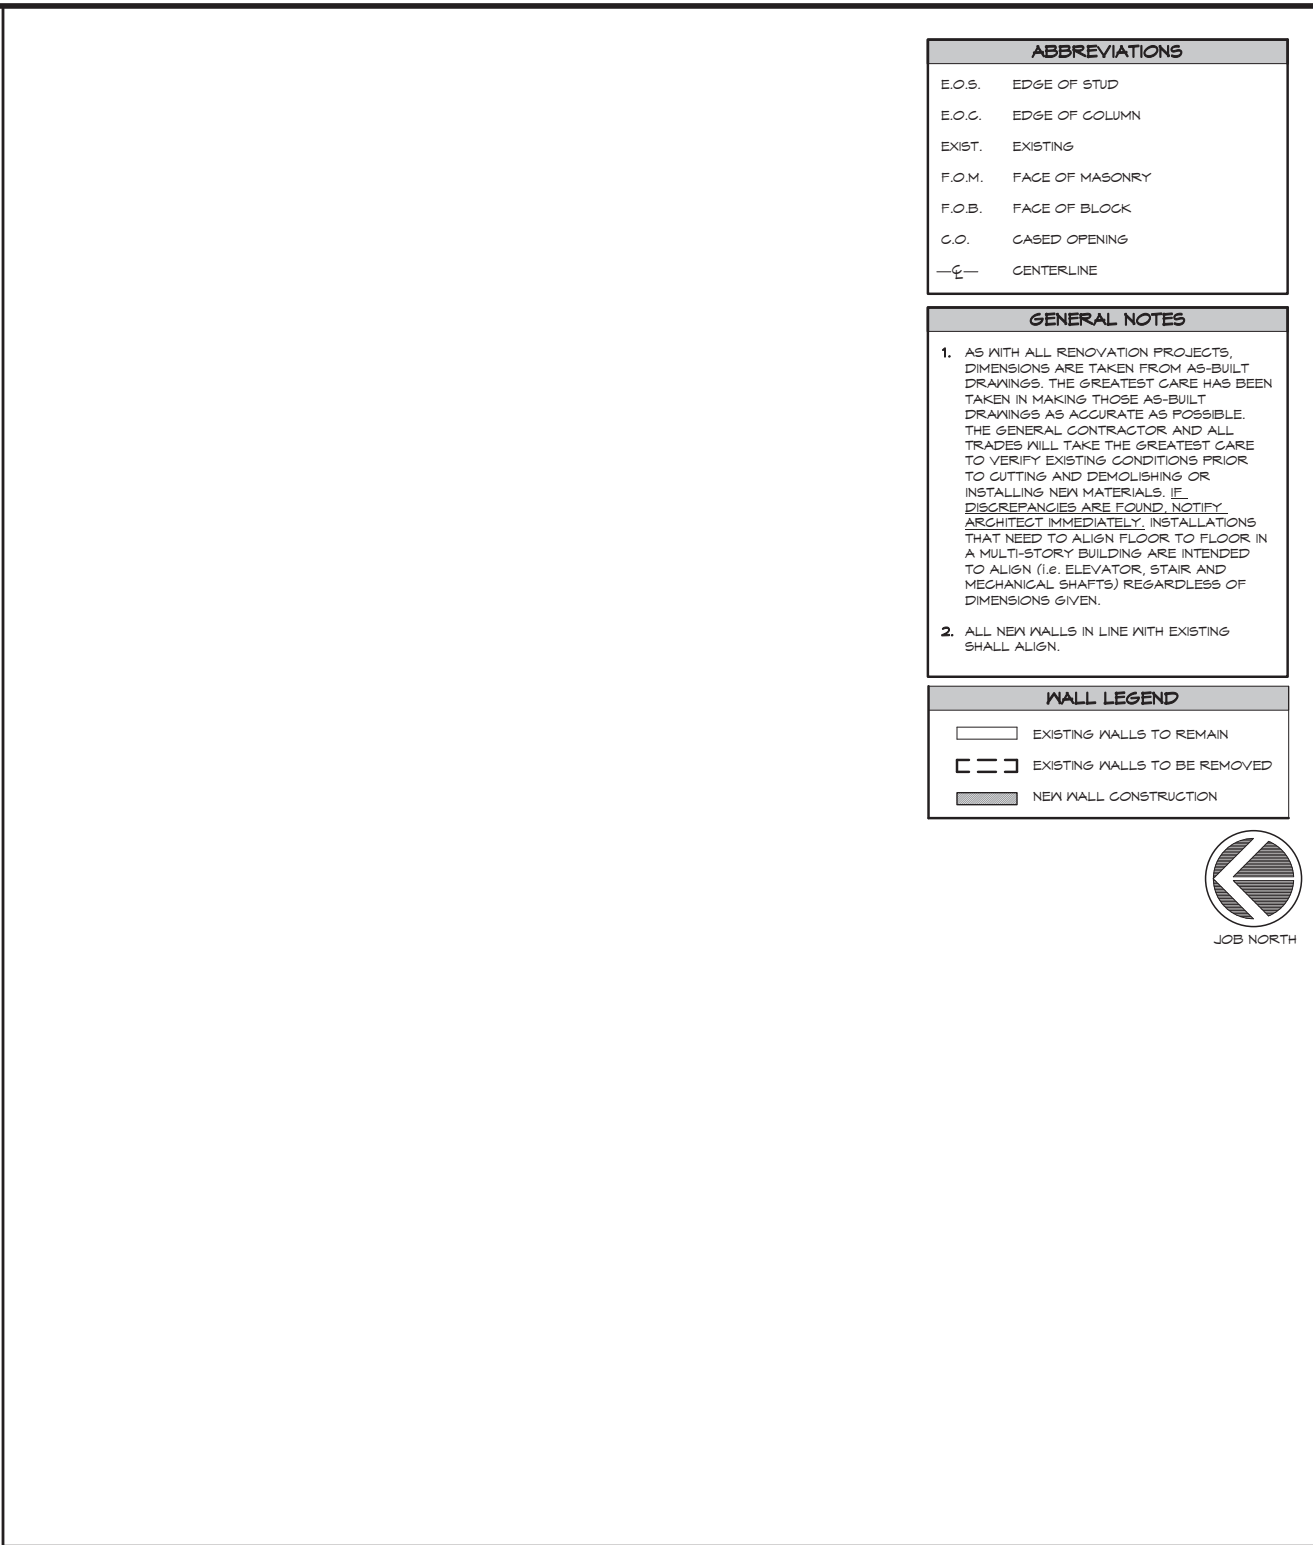 ABBREVIATIONS
E.O.S. EDGE OF STUD
E.O.C. EDGE OF COLUMN
EXIST. EXISTING
F.O.M. FACE OF MASONRY
F.O.B. FACE OF BLOCK
C.O. CASED OPENING
—℄— CENTERLINE
GENERAL NOTES
1. AS WITH ALL RENOVATION PROJECTS,
DIMENSIONS ARE TAKEN FROM AS-BUILT
DRAWINGS. THE GREATEST CARE HAS BEEN
TAKEN IN MAKING THOSE AS-BUILT
DRAWINGS AS ACCURATE AS POSSIBLE.
THE GENERAL CONTRACTOR AND ALL
TRADES WILL TAKE THE GREATEST CARE
TO VERIFY EXISTING CONDITIONS PRIOR
TO CUTTING AND DEMOLISHING OR
INSTALLING NEW MATERIALS. IF
DISCREPANCIES ARE FOUND, NOTIFY
ARCHITECT IMMEDIATELY. INSTALLATIONS
THAT NEED TO ALIGN FLOOR TO FLOOR IN
A MULTI-STORY BUILDING ARE INTENDED
TO ALIGN (i.e. ELEVATOR, STAIR AND
MECHANICAL SHAFTS) REGARDLESS OF
DIMENSIONS GIVEN.
2. ALL NEW WALLS IN LINE WITH EXISTING
SHALL ALIGN.
WALL LEGEND
EXISTING WALLS TO REMAIN
EXISTING WALLS TO BE REMOVED
NEW WALL CONSTRUCTION
JOB NORTH